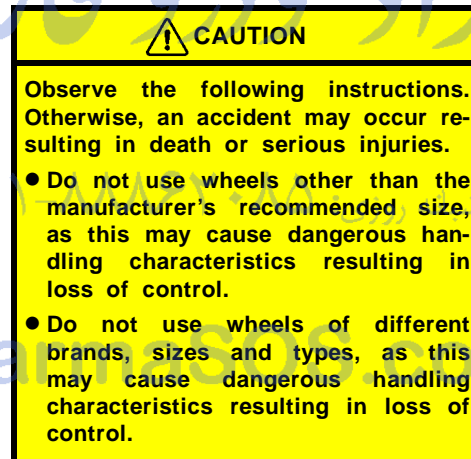 CAUTION
Observe the following instructions.
Otherwise, an accident may occur re-
sulting in death or serious injuries.
● Do not use wheels other than the
manufacturer's recommended size,
as this may cause dangerous han-
dling characteristics resulting in
loss of control.
● Do not use wheels of different
brands, sizes and types, as this
may cause dangerous handling
characteristics resulting in loss of
control.